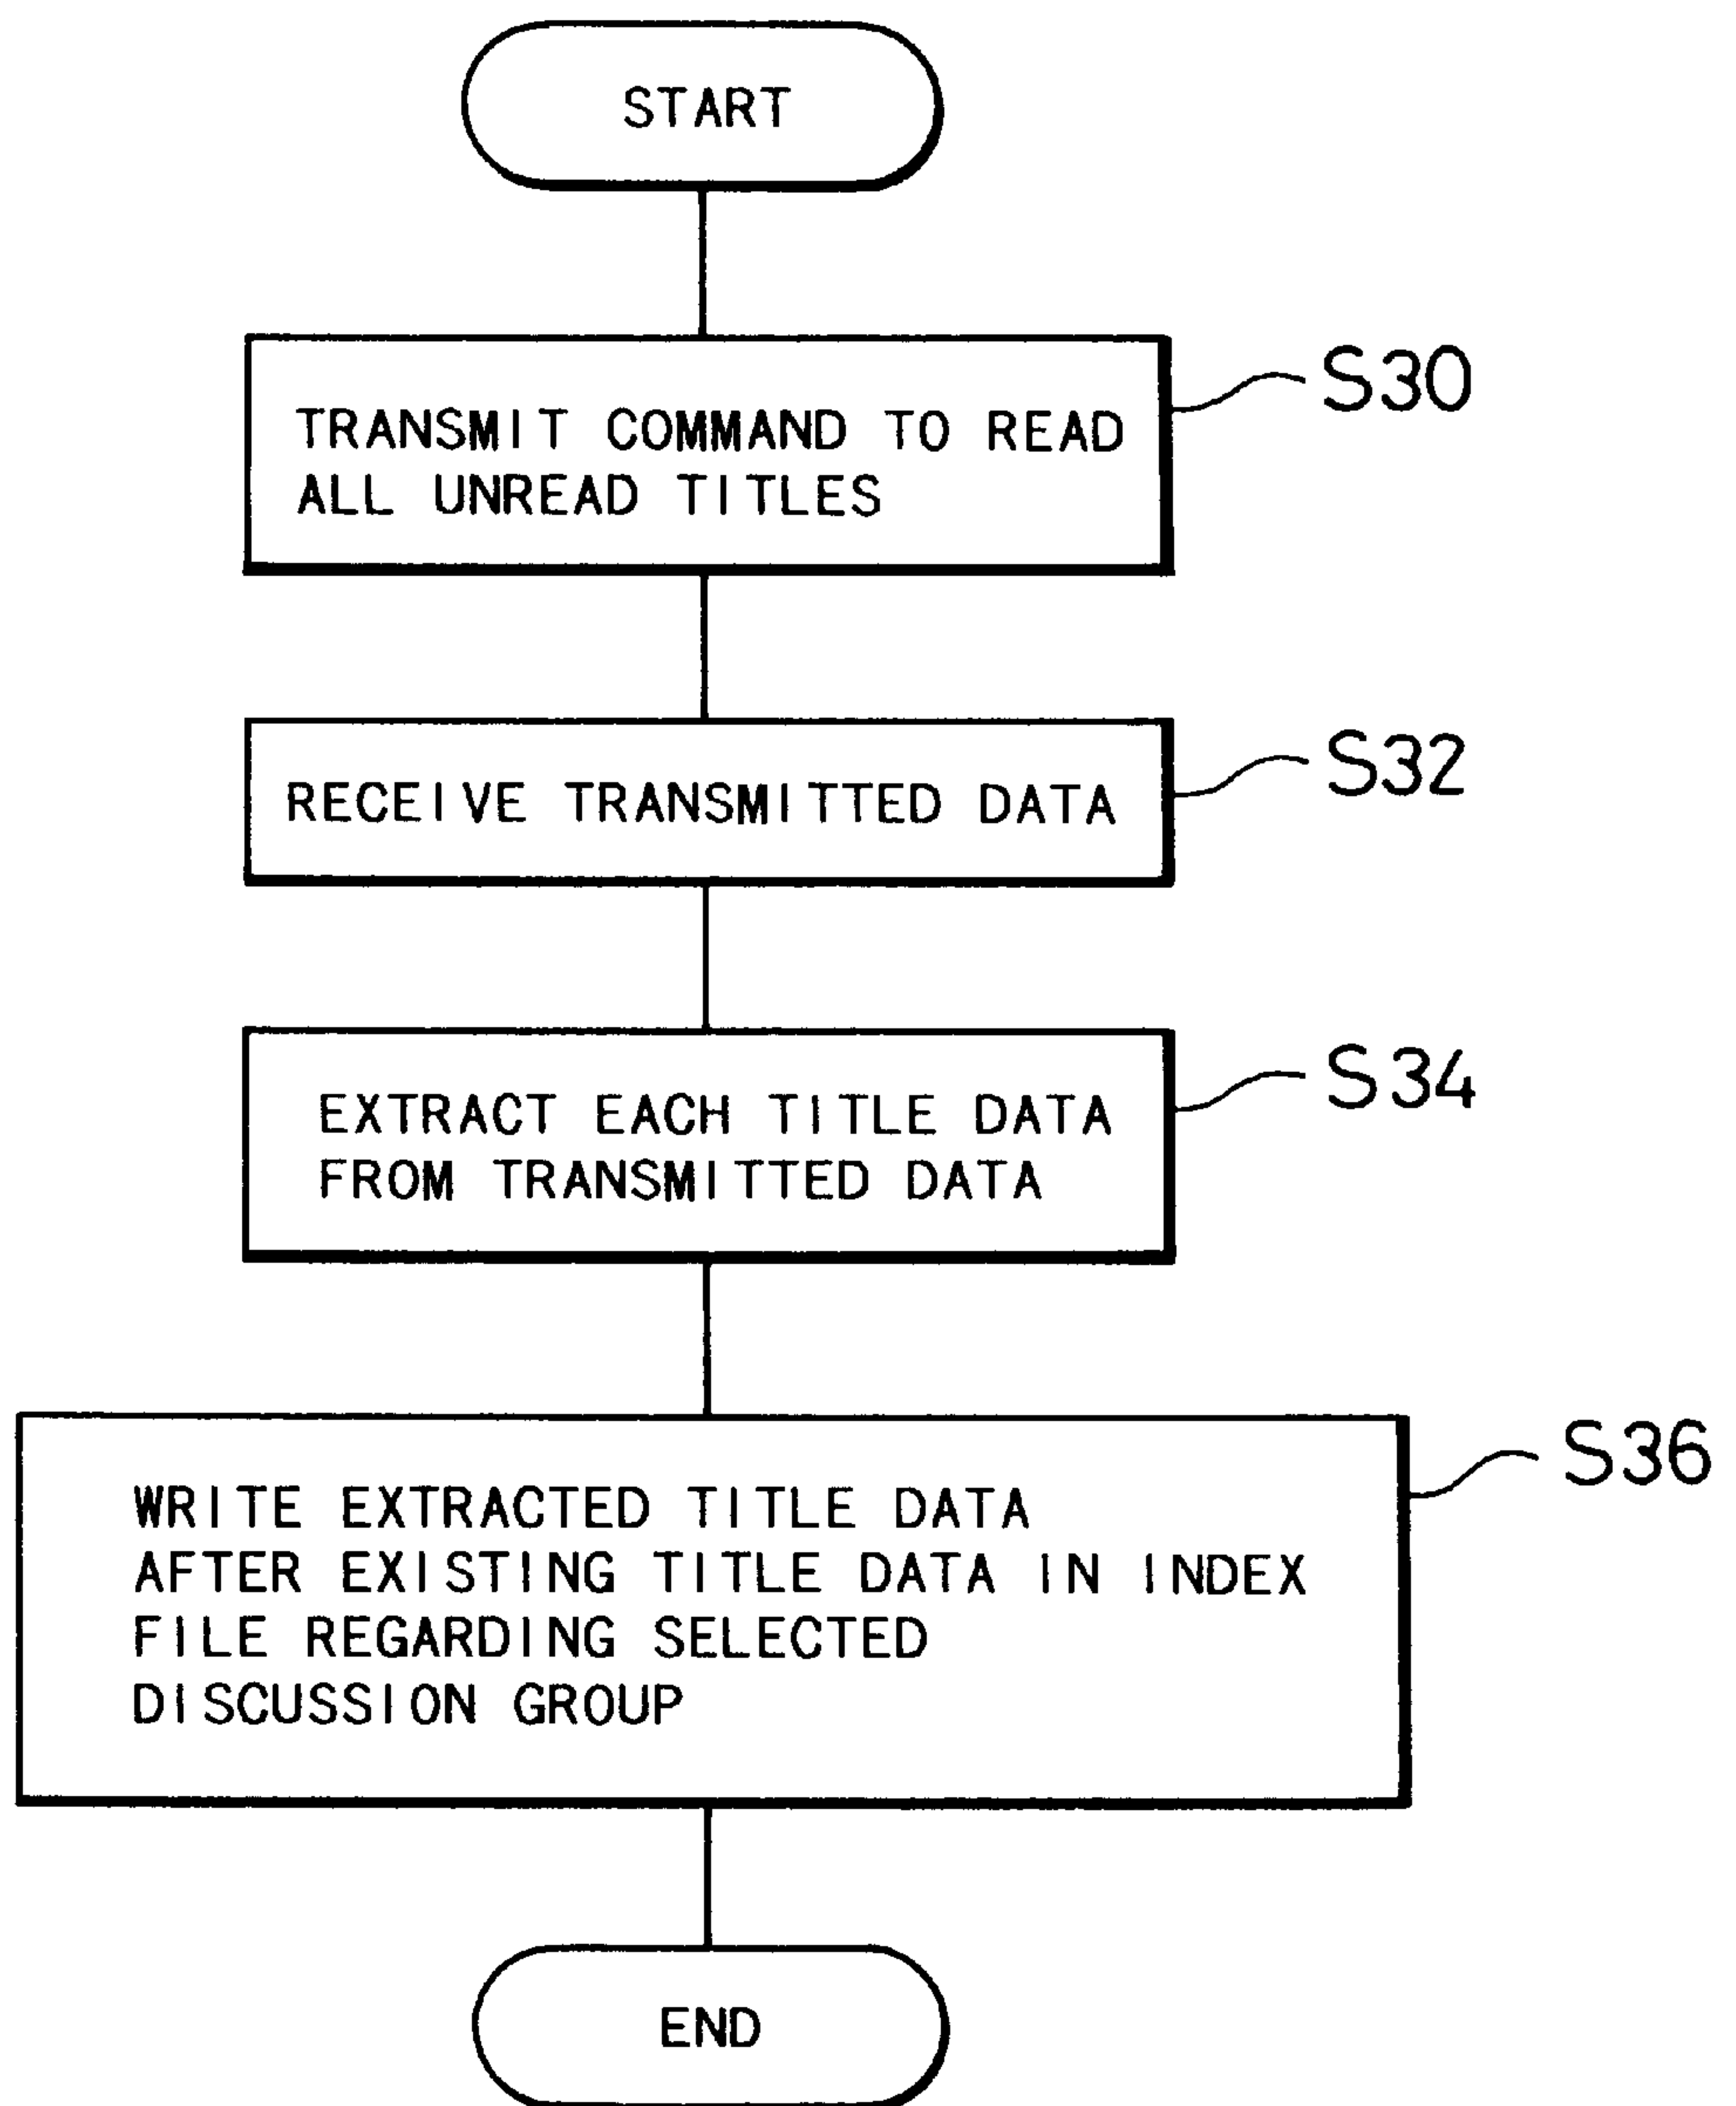 START
TRANSMIT COMMAND TO READ
ALL UNREAD TITLES
S30
RECEIVE TRANSMITTED DATA
S32
EXTRACT EACH TITLE DATA
FROM TRANSMITTED DATA
S34
WRITE EXTRACTED TITLE DATA
AFTER EXISTING TITLE DATA IN INDEX
FILE REGARDING SELECTED
DISCUSSION GROUP
S36
END